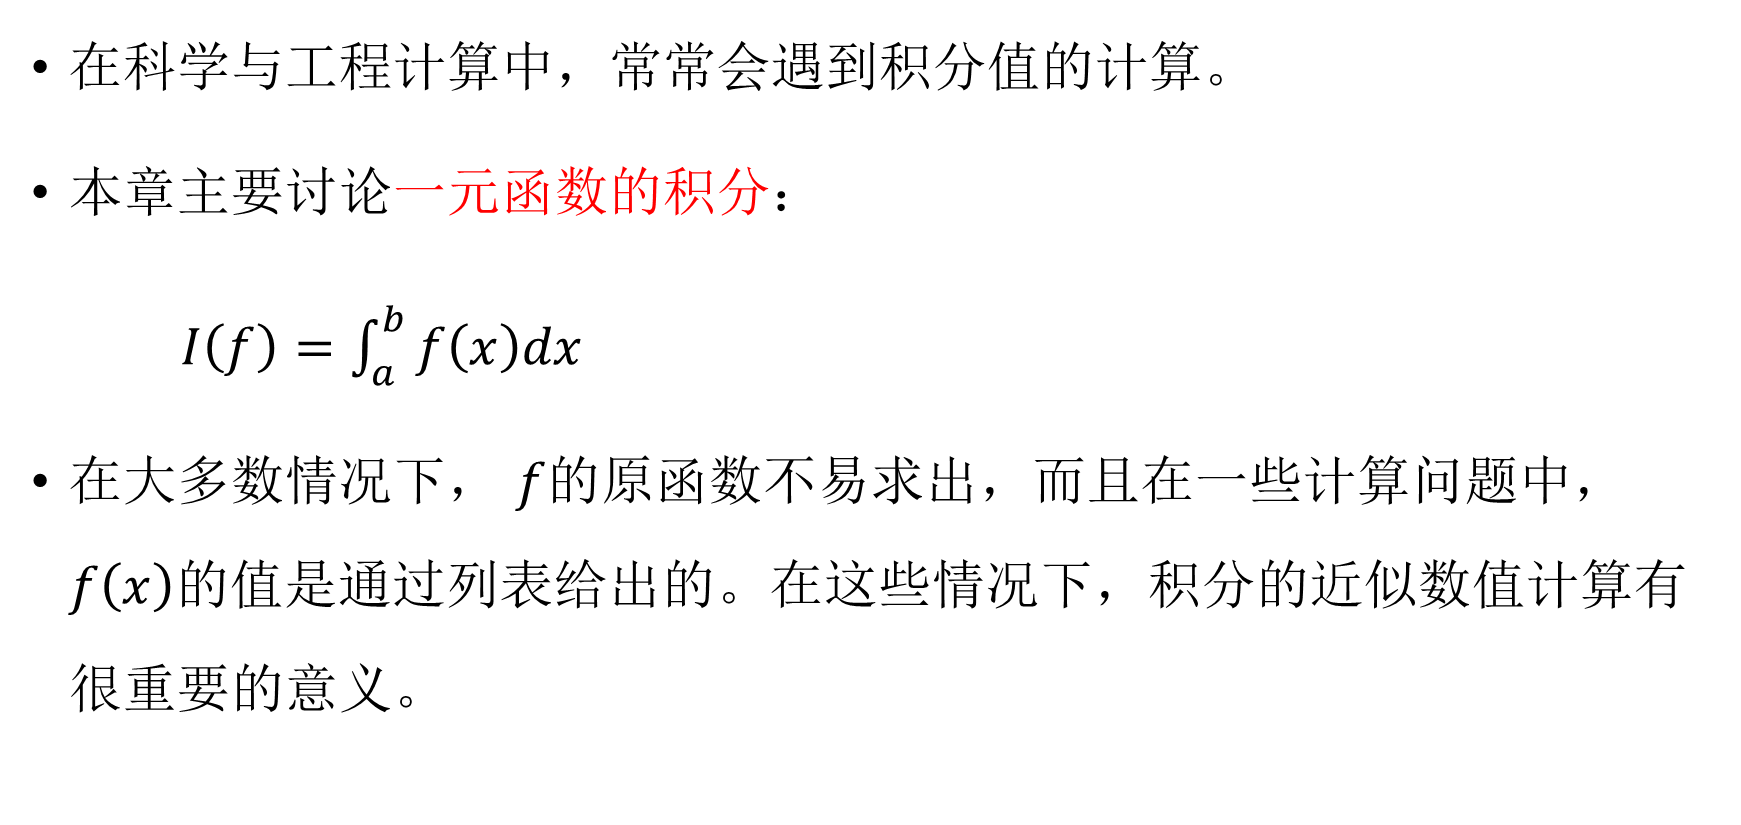 • 在科学与工程计算中，常常会遇到积分值的计算。
• 本章主要讨论一元函数的积分：
I(f) = ∫_a^b f(x)dx
• 在大多数情况下， f的原函数不易求出，而且在一些计算问题中，
f(x)的值是通过列表给出的。在这些情况下，积分的近似数值计算有
很重要的意义。